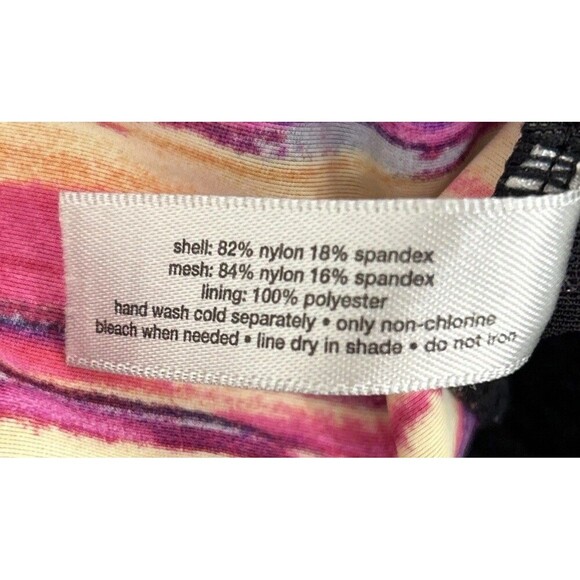 shell: 82% nylon 18% spandex
mesh: 84% nylon 16% spandex
lining: 100% polyester
hand wash cold separately • only non-chlorine
bleach when needed • line dry in shade • do not iron